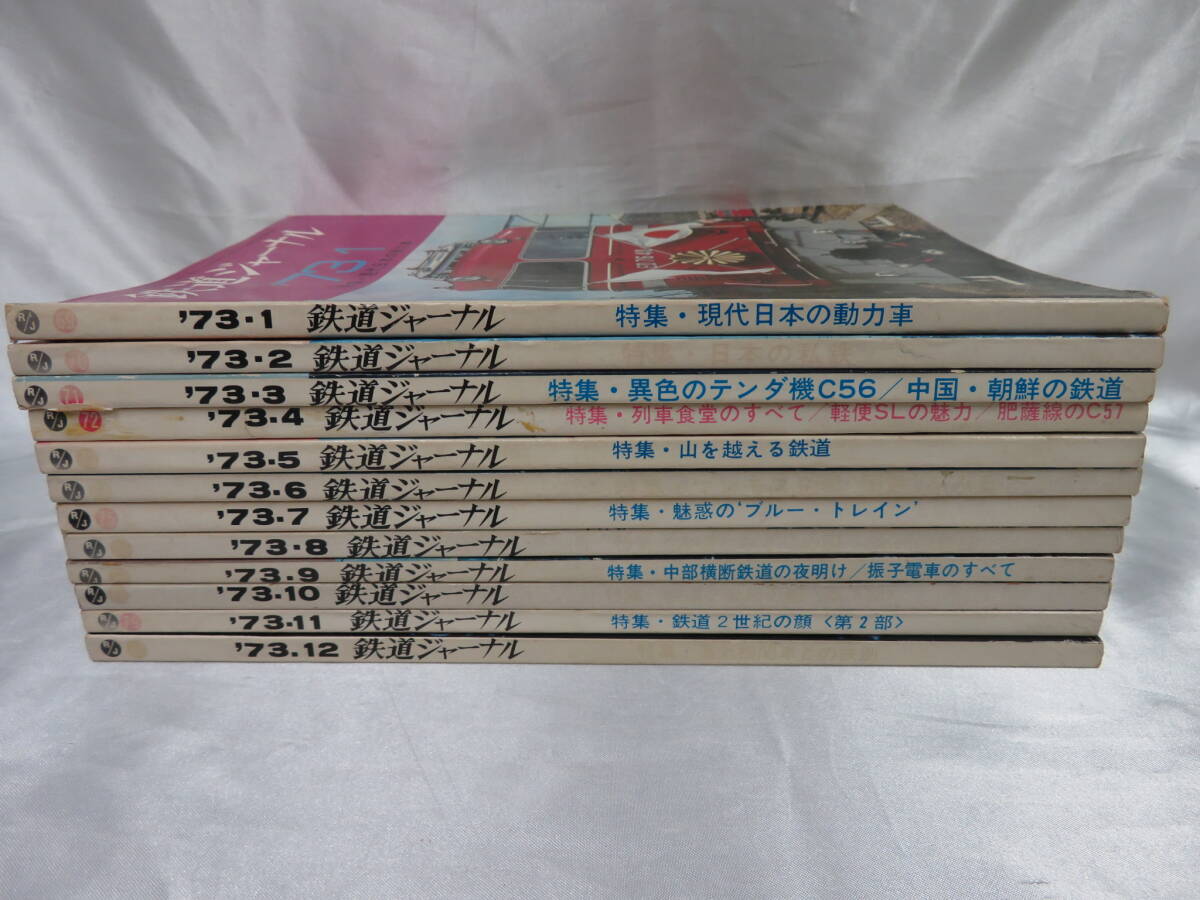 鉄道ジャーナル
'73・1
R/J '73・1 鉄道ジャーナル 特集・現代日本の動力車
R/J '73・2 鉄道ジャーナル
R/J 71 '73・3 鉄道ジャーナル 特集・異色のテンダ機C56/中国・朝鮮の鉄道
R/J 72 '73・4 鉄道ジャーナル 特集・列車食堂のすべて/軽便SLの魅力/肥薩線のC57
R/J '73・5 鉄道ジャーナル 特集・山を越える鉄道
R/J '73・6 鉄道ジャーナル
R/J '73・7 鉄道ジャーナル 特集・魅惑の‘ブルー・トレイン’
R/J '73・8 鉄道ジャーナル
R/J '73.9 鉄道ジャーナル 特集・中部横断鉄道の夜明け/振子電車のすべて
R/J '73.10 鉄道ジャーナル
R/J '73・11 鉄道ジャーナル 特集・鉄道2世紀の顔〈第2部〉
R/J '73.12 鉄道ジャーナル